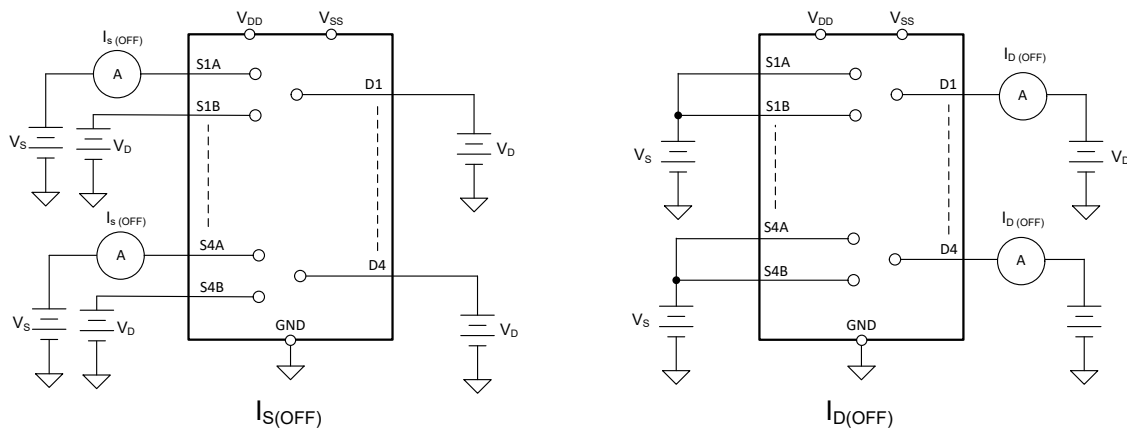 VDD
VSS
Is (OFF)
A
S1A
D1
S1B
VS
VD
VD
Is (OFF)
A
S4A
D4
S4B
VS
VD
VD
GND
IS(OFF)
VDD
VSS
ID (OFF)
S1A
D1
A
S1B
VS
VD
ID (OFF)
S4A
D4
A
S4B
VS
GND
ID(OFF)